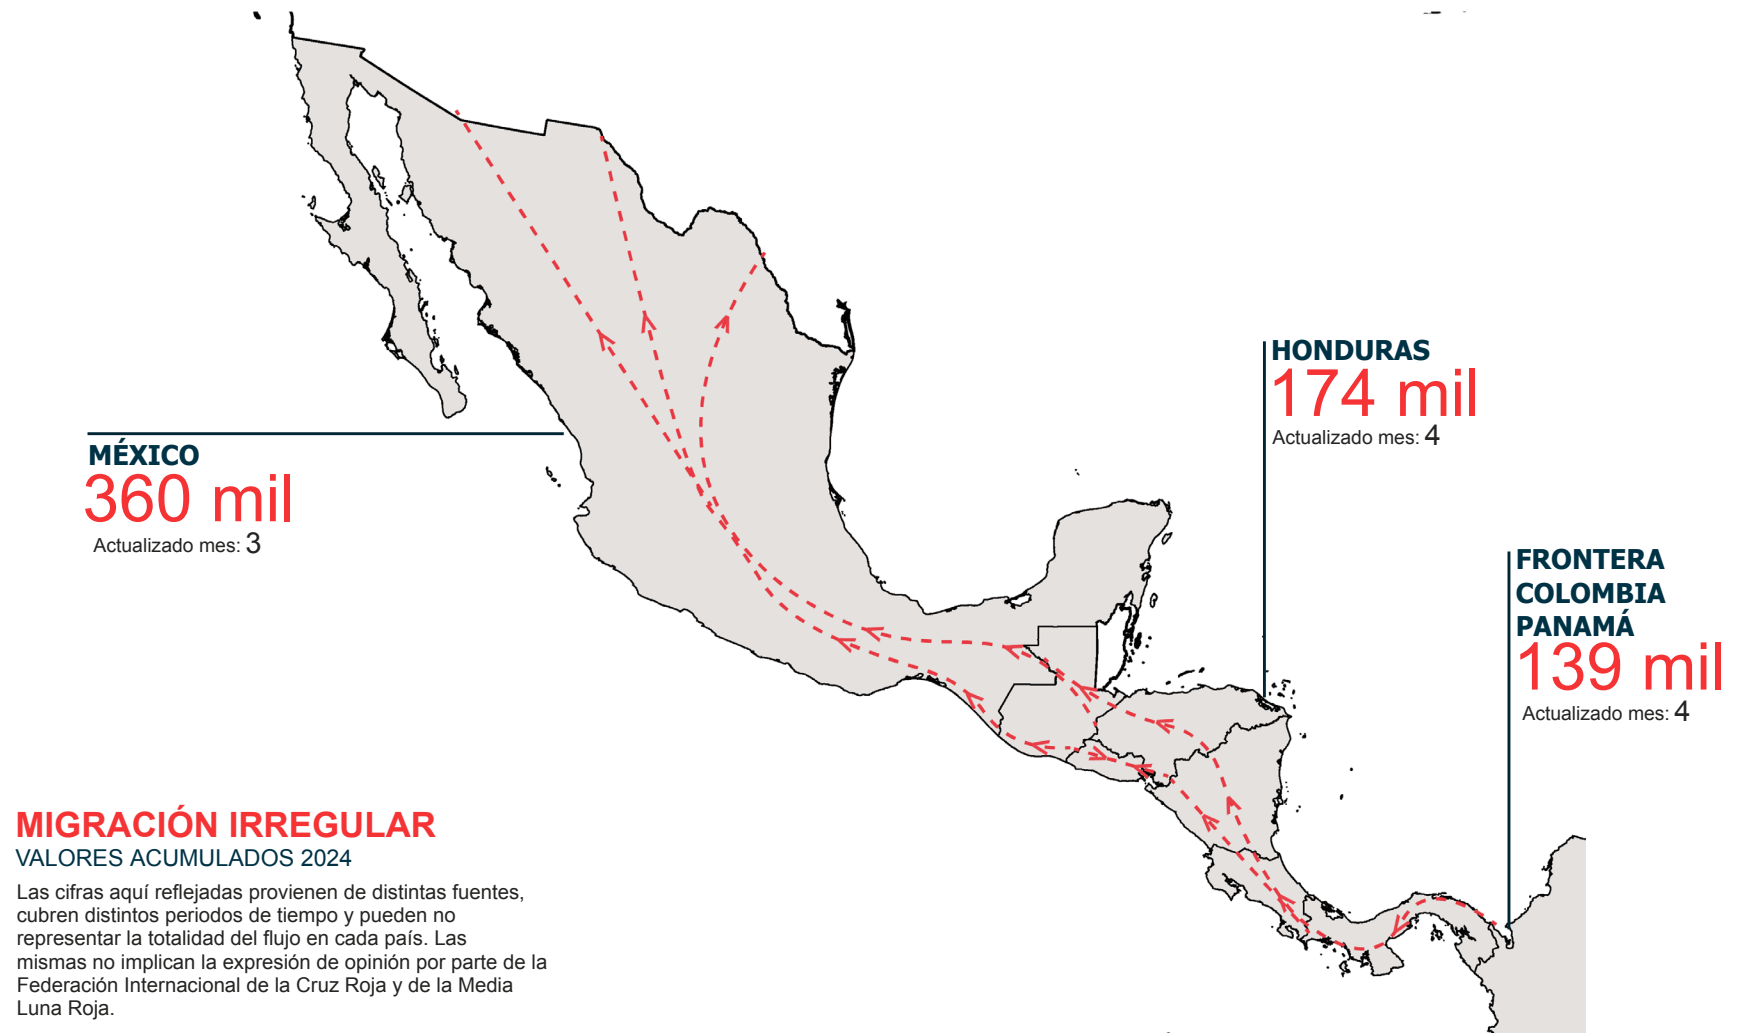 HONDURAS
174 mil
Actualizado mes: 4
MÉXICO
360 mil
Actualizado mes: 3
FRONTERA
COLOMBIA
PANAMÁ
139 mil
Actualizado mes: 4
MIGRACIÓN IRREGULAR
VALORES ACUMULADOS 2024
Las cifras aquí reflejadas provienen de distintas fuentes,
cubren distintos periodos de tiempo y pueden no
representar la totalidad del flujo en cada país. Las
mismas no implican la expresión de opinión por parte de la
Federación Internacional de la Cruz Roja y de la Media
Luna Roja.